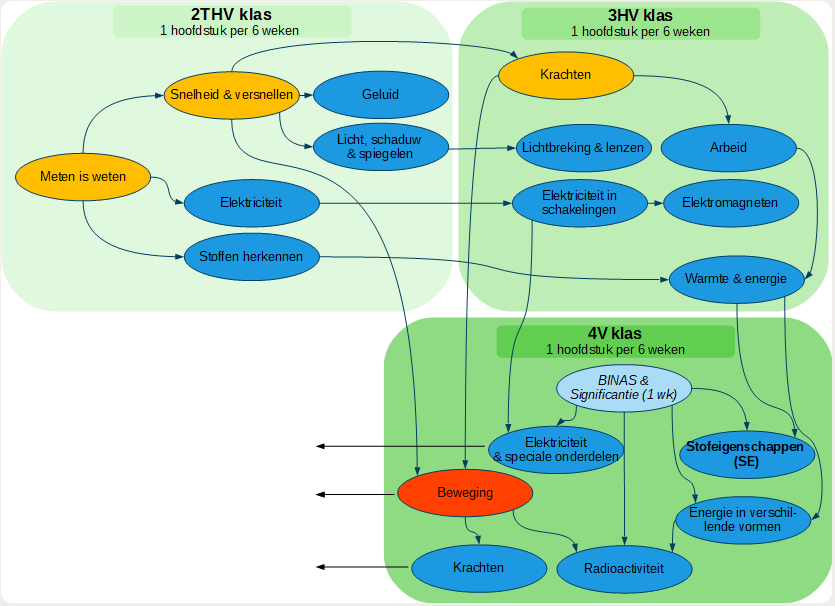 2THV klas
1 hoofdstuk per 6 weken
Snelheid & versnellen
Geluid
Licht, schaduw
& spiegelen
Meten is weten
Elektriciteit
Stoffen herkennen
3HV klas
1 hoofdstuk per 6 weken
Krachten
Lichtbreking & lenzen
Arbeid
Elektriciteit in
schakelingen
Elektromagneten
Warmte & energie
4V klas
1 hoofdstuk per 6 weken
BINAS &
Significantie (1 wk)
Elektriciteit
& speciale onderdelen
Stofeigenschappen
(SE)
Beweging
Energie in verschil-
lende vormen
Krachten
Radioactiviteit